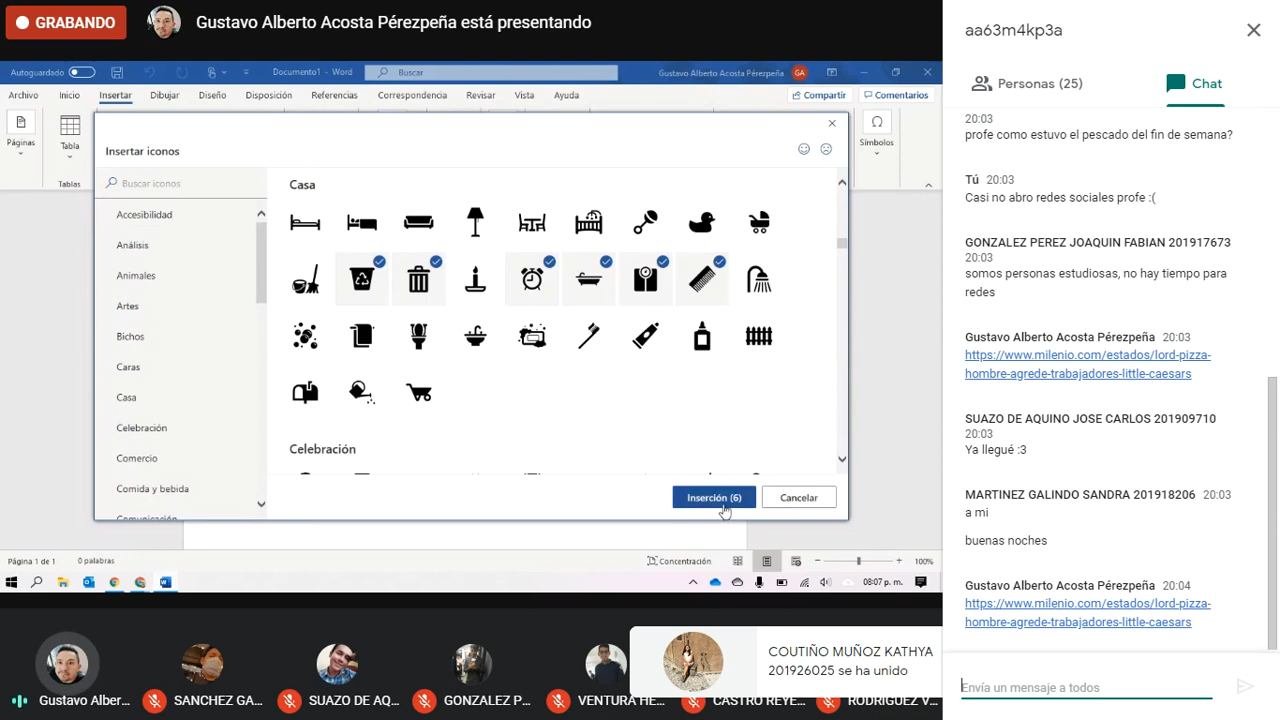 GRABANDO
Gustavo Alberto Acosta Pérezpeña está presentando
Autoguardado
Documento1 - Word
Buscar
Gustavo Alberto Acosta Pérezpeña
GA
Archivo
Inicio
Insertar
Dibujar
Diseño
Disposición
Referencias
Correspondencia
Revisar
Vista
Ayuda
Compartir
Comentarios
Páginas
Tabla
Tablas
Símbolos
Insertar iconos
Buscar iconos
Accesibilidad
Análisis
Animales
Artes
Bichos
Caras
Casa
Celebración
Comercio
Comida y bebida
Comunicación
Casa
Celebración
Inserción (6)
Cancelar
Página 1 de 1
0 palabras
Concentración
100%
08:07 p. m.
Gustavo Alber...
SANCHEZ GA...
SUAZO DE AQ...
GONZALEZ P...
VENTURA HE...
CASTRO REYE...
RODRIGUEZ V...
COUTIÑO MUÑOZ KATHYA
201926025 se ha unido
aa63m4kp3a
Personas (25)
Chat
20:03
profe como estuvo el pescado del fin de semana?
Tú 20:03
Casi no abro redes sociales profe :(
GONZALEZ PEREZ JOAQUIN FABIAN 201917673
20:03
somos personas estudiosas, no hay tiempo para
redes
Gustavo Alberto Acosta Pérezpeña 20:03
https://www.milenio.com/estados/lord-pizza-
hombre-agrede-trabajadores-little-caesars
SUAZO DE AQUINO JOSE CARLOS 201909710
20:03
Ya llegué :3
MARTINEZ GALINDO SANDRA 201918206 20:03
a mi
buenas noches
Gustavo Alberto Acosta Pérezpeña 20:04
https://www.milenio.com/estados/lord-pizza-
hombre-agrede-trabajadores-little-caesars
Envía un mensaje a todos